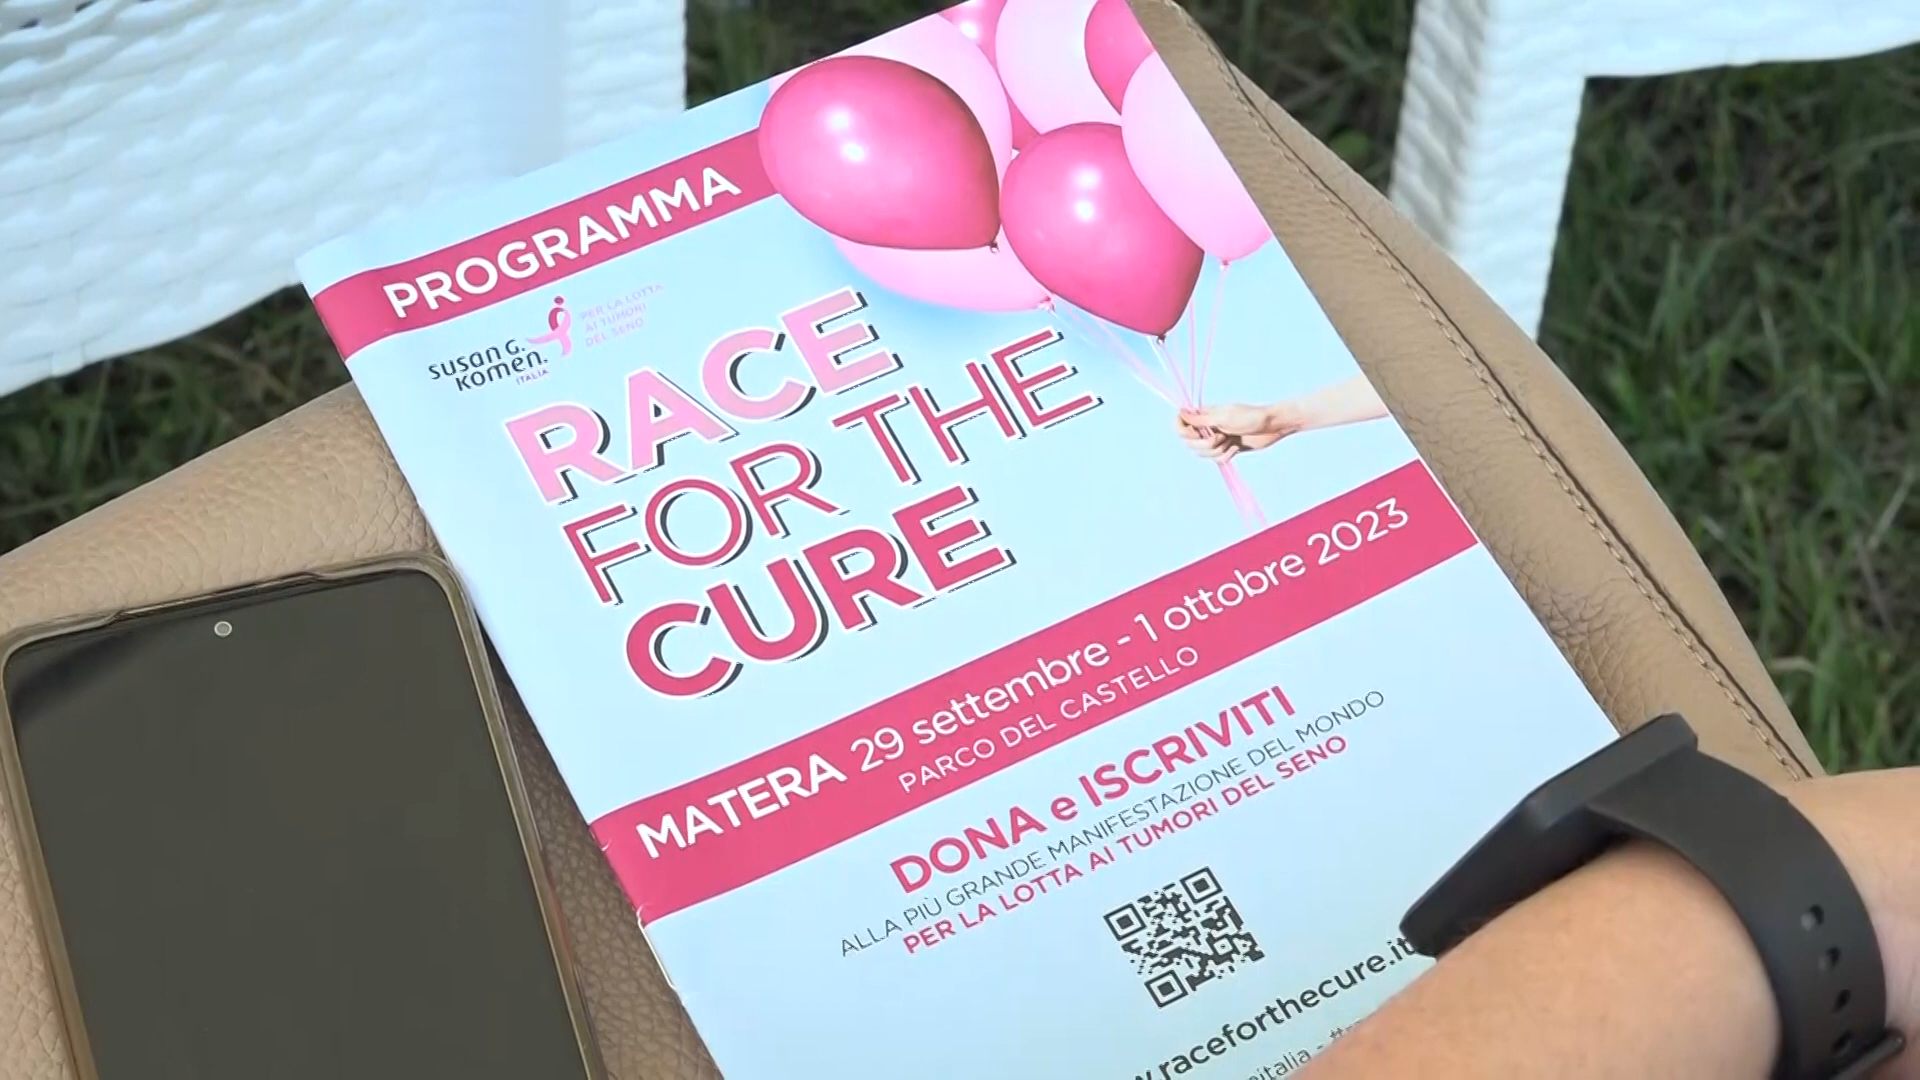 PROGRAMMA
susan G.
komen.
ITALIA
PER LA LOTTA
AI TUMORI
DEL SENO
RACE
FOR THE
CURE
MATERA 29 settembre - 1 ottobre 2023
PARCO DEL CASTELLO
DONA e ISCRIVITI
ALLA PIÙ GRANDE MANIFESTAZIONE DEL MONDO
PER LA LOTTA AI TUMORI DEL SENO
w.raceforthecure.it